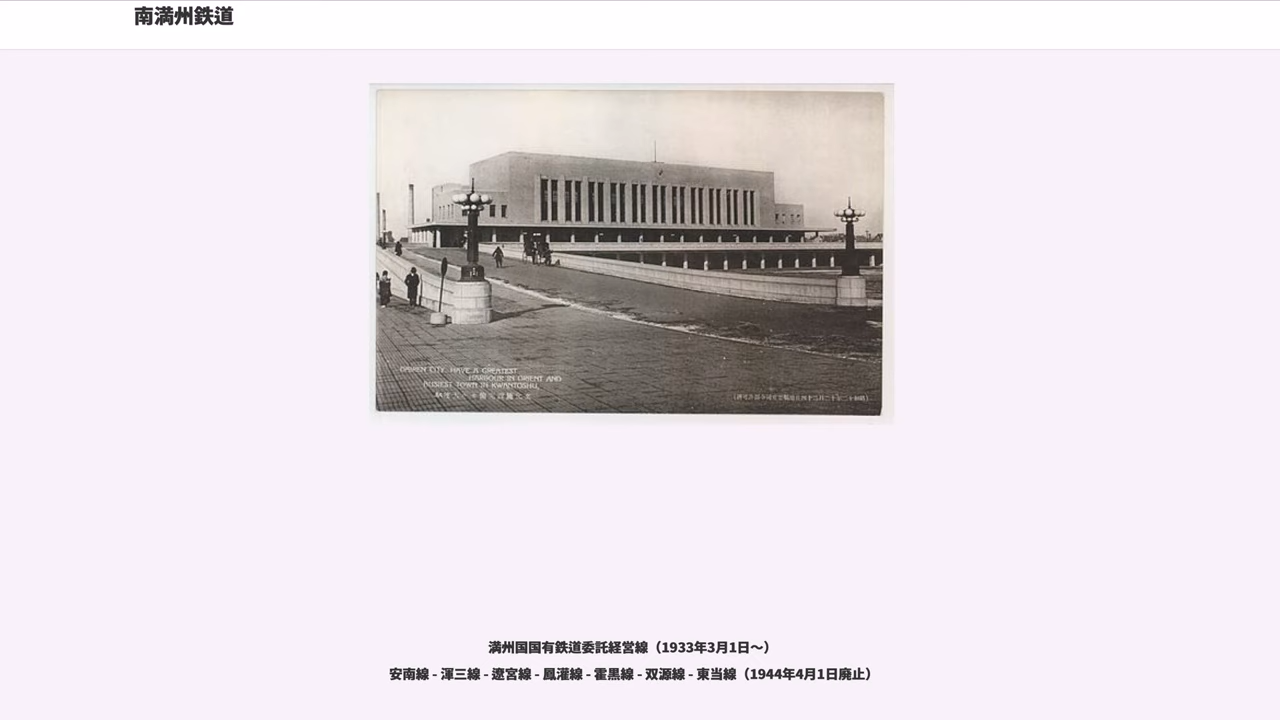 南満州鉄道
DAIREN CITY. HAVE A GREATEST
HARBOUR IN ORIENT AND
BUSIEST TOWN IN KWANTOSHU.
満州国国有鉄道委託経営線（1933年3月1日〜）
安南線 - 渾三線 - 遼宮線 - 鳳灌線 - 霍黒線 - 双源線 - 東当線（1944年4月1日廃止）